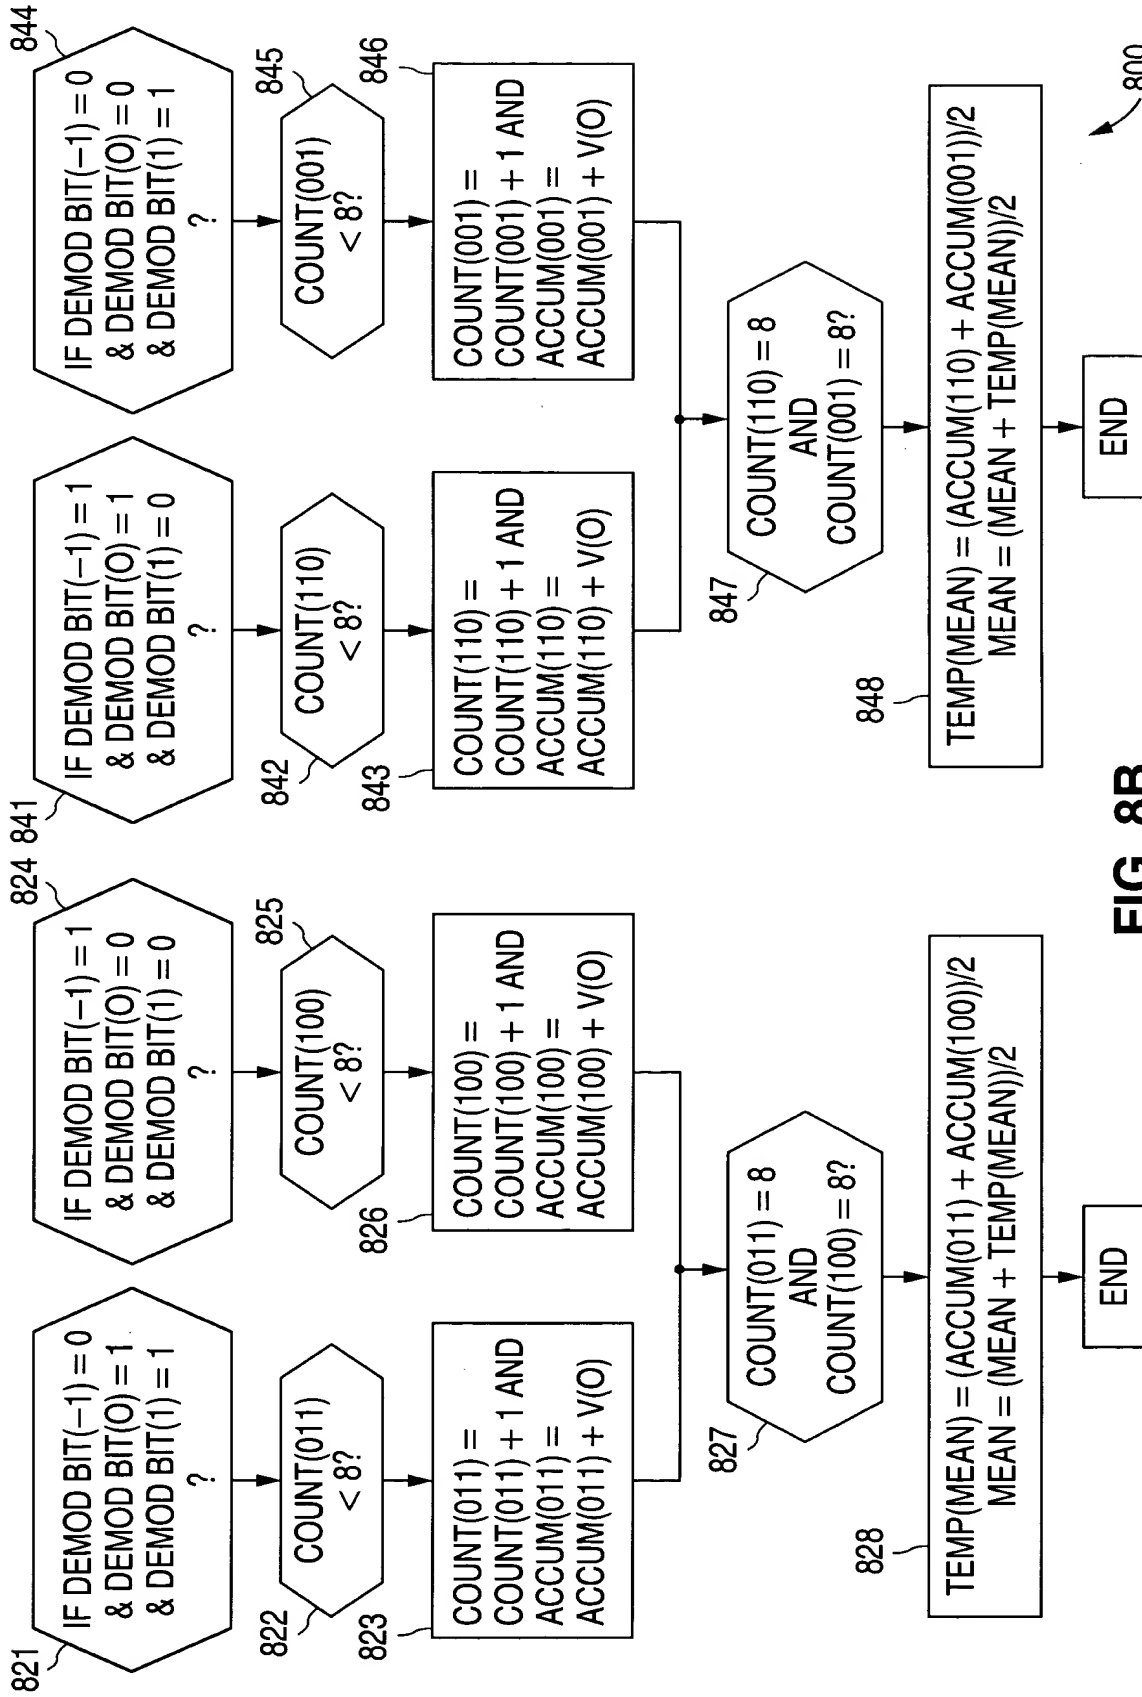 821
IF DEMOD BIT(−1) = 0
& DEMOD BIT(O) = 1
& DEMOD BIT(1) = 1
?
822
COUNT(011)
< 8?
823
COUNT(011) =
COUNT(011) + 1 AND
ACCUM(011) =
ACCUM(011) + V(O)
824
IF DEMOD BIT(−1) = 1
& DEMOD BIT(O) = 0
& DEMOD BIT(1) = 0
?
825
COUNT(100)
< 8?
826
COUNT(100) =
COUNT(100) + 1 AND
ACCUM(100) =
ACCUM(100) + V(O)
827
COUNT(011) = 8
AND
COUNT(100) = 8?
828
TEMP(MEAN) = (ACCUM(011) + ACCUM(100))/2
MEAN = (MEAN + TEMP(MEAN))/2
END
841
IF DEMOD BIT(−1) = 1
& DEMOD BIT(O) = 1
& DEMOD BIT(1) = 0
?
842
COUNT(110)
< 8?
843
COUNT(110) =
COUNT(110) + 1 AND
ACCUM(110) =
ACCUM(110) + V(O)
844
IF DEMOD BIT(−1) = 0
& DEMOD BIT(O) = 0
& DEMOD BIT(1) = 1
?
845
COUNT(001)
< 8?
846
COUNT(001) =
COUNT(001) + 1 AND
ACCUM(001) =
ACCUM(001) + V(O)
847
COUNT(110) = 8
AND
COUNT(001) = 8?
848
TEMP(MEAN) = (ACCUM(110) + ACCUM(001))/2
MEAN = (MEAN + TEMP(MEAN))/2
END
800
FIG. 8B